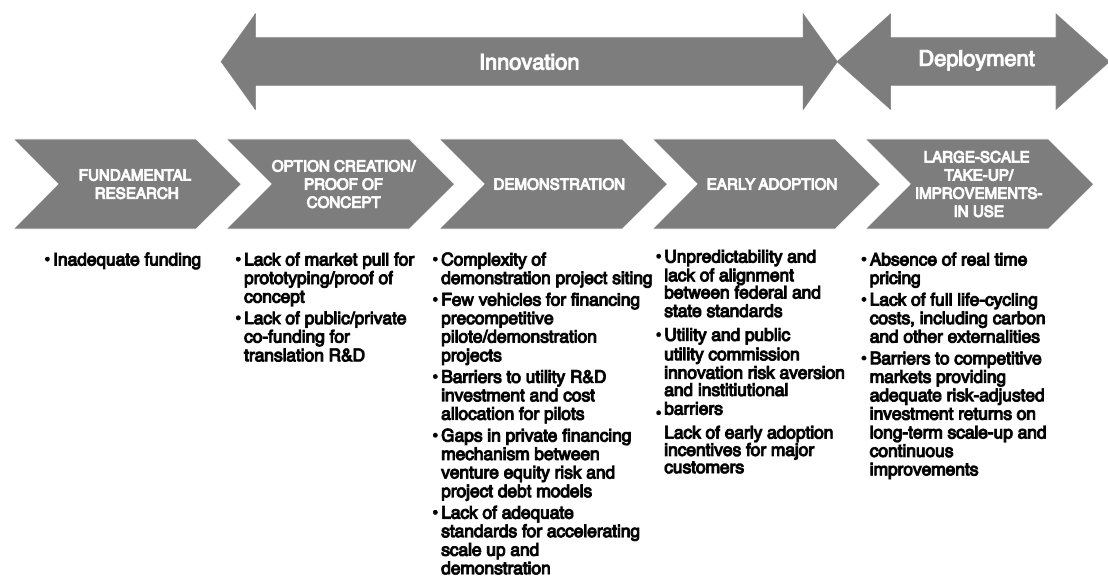 Innovation
Deployment
FUNDAMENTAL
RESEARCH
OPTION CREATION/
PROOF OF
CONCEPT
DEMONSTRATION
EARLY ADOPTION
LARGE-SCALE
TAKE-UP/
IMPROVEMENTS-
IN USE
• Inadequate funding
• Lack of market pull for
prototyping/proof of
concept
• Lack of public/private
co-funding for
translation R&D
• Complexity of
demonstration project siting
• Few vehicles for financing
precompetitive
pilote/demonstration
projects
• Barriers to utility R&D
investment and cost
allocation for pilots
• Gaps in private financing
mechanism between
venture equity risk and
project debt models
• Lack of adequate
standards for accelerating
scale up and
demonstration
• Unpredictability and
lack of alignment
between federal and
state standards
• Utility and public
utility commission
innovation risk aversion
and institiutional
barriers
• Lack of early adoption
incentives for major
customers
• Absence of real time
pricing
• Lack of full life-cycling
costs, including carbon
and other externalities
• Barriers to competitive
markets providing
adequate risk-adjusted
investment returns on
long-term scale-up and
continuous
improvements